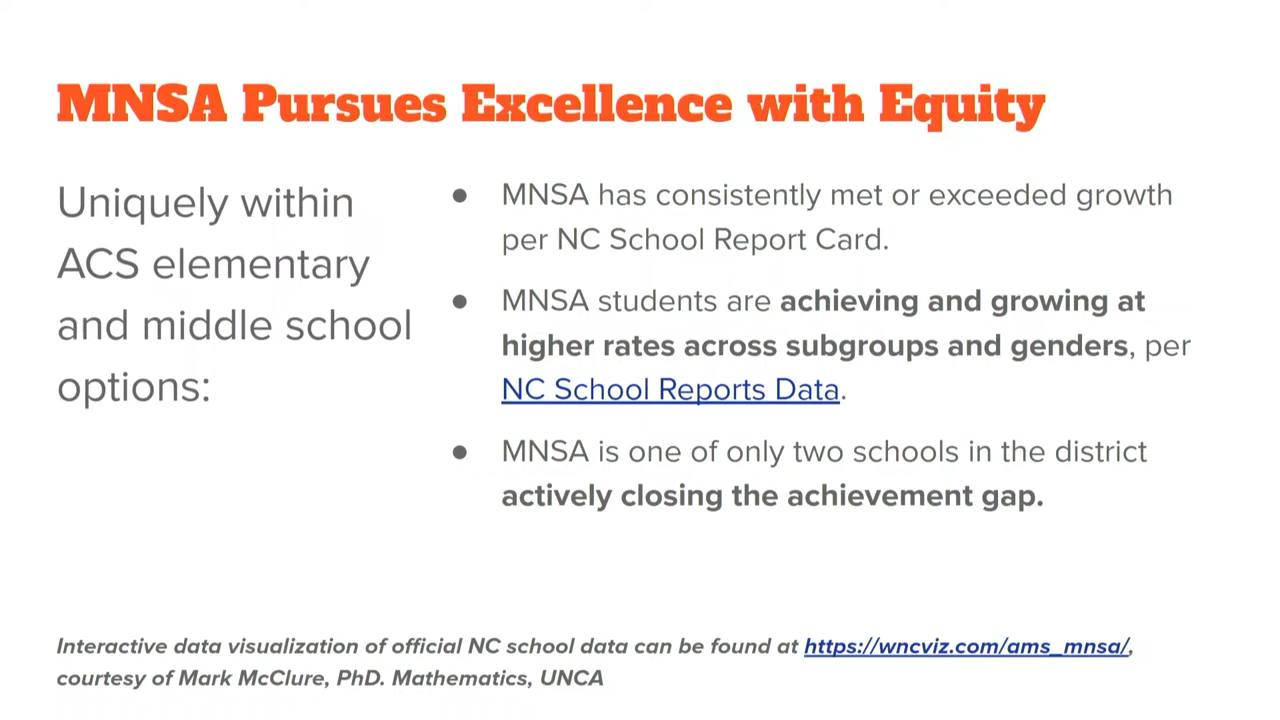 MNSA Pursues Excellence with Equity
Uniquely within
ACS elementary
and middle school
options:
● MNSA has consistently met or exceeded growth
per NC School Report Card.
● MNSA students are achieving and growing at
higher rates across subgroups and genders, per
NC School Reports Data.
● MNSA is one of only two schools in the district
actively closing the achievement gap.
Interactive data visualization of official NC school data can be found at https://wncviz.com/ams_mnsa/,
courtesy of Mark McClure, PhD. Mathematics, UNCA